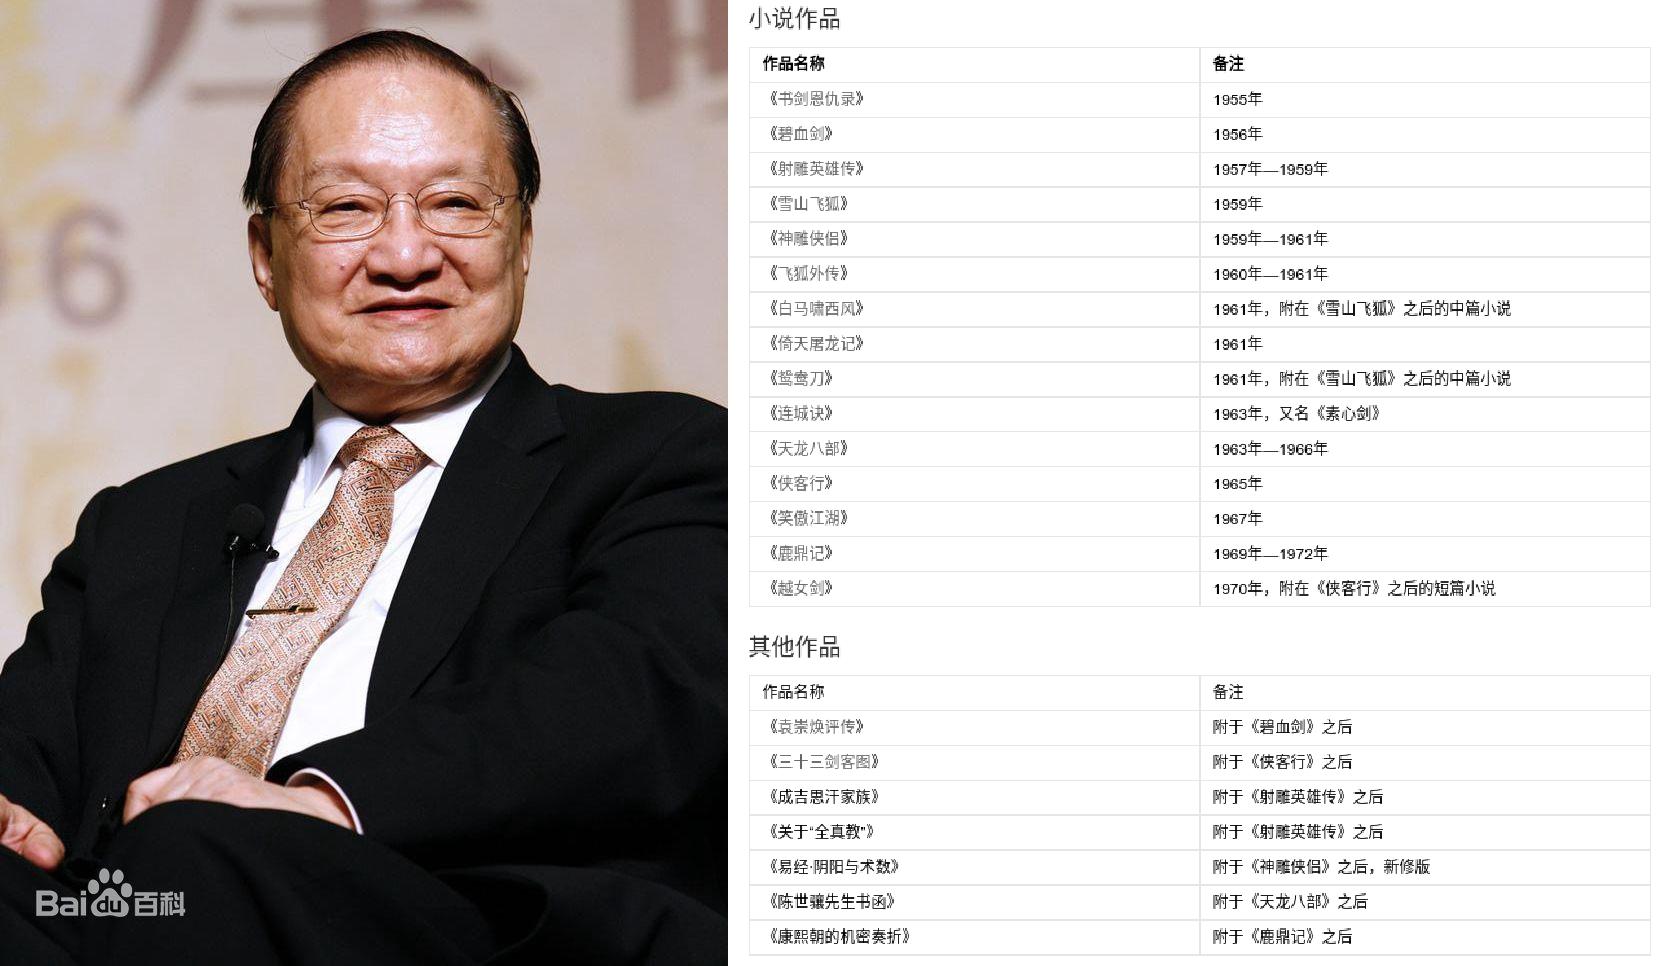 06
Bai du 百科
小说作品
作品名称 备注
《书剑恩仇录》 1955年
《碧血剑》 1956年
《射雕英雄传》 1957年—1959年
《雪山飞狐》 1959年
《神雕侠侣》 1959年—1961年
《飞狐外传》 1960年—1961年
《白马啸西风》 1961年，附在《雪山飞狐》之后的中篇小说
《倚天屠龙记》 1961年
《鸳鸯刀》 1961年，附在《雪山飞狐》之后的中篇小说
《连城诀》 1963年，又名《素心剑》
《天龙八部》 1963年—1966年
《侠客行》 1965年
《笑傲江湖》 1967年
《鹿鼎记》 1969年—1972年
《越女剑》 1970年，附在《侠客行》之后的短篇小说
其他作品
作品名称 备注
《袁崇焕评传》 附于《碧血剑》之后
《三十三剑客图》 附于《侠客行》之后
《成吉思汗家族》 附于《射雕英雄传》之后
《关于“全真教”》 附于《射雕英雄传》之后
《易经·阴阳与术数》 附于《神雕侠侣》之后，新修版
《陈世骧先生书函》 附于《天龙八部》之后
《康熙朝的机密奏折》 附于《鹿鼎记》之后